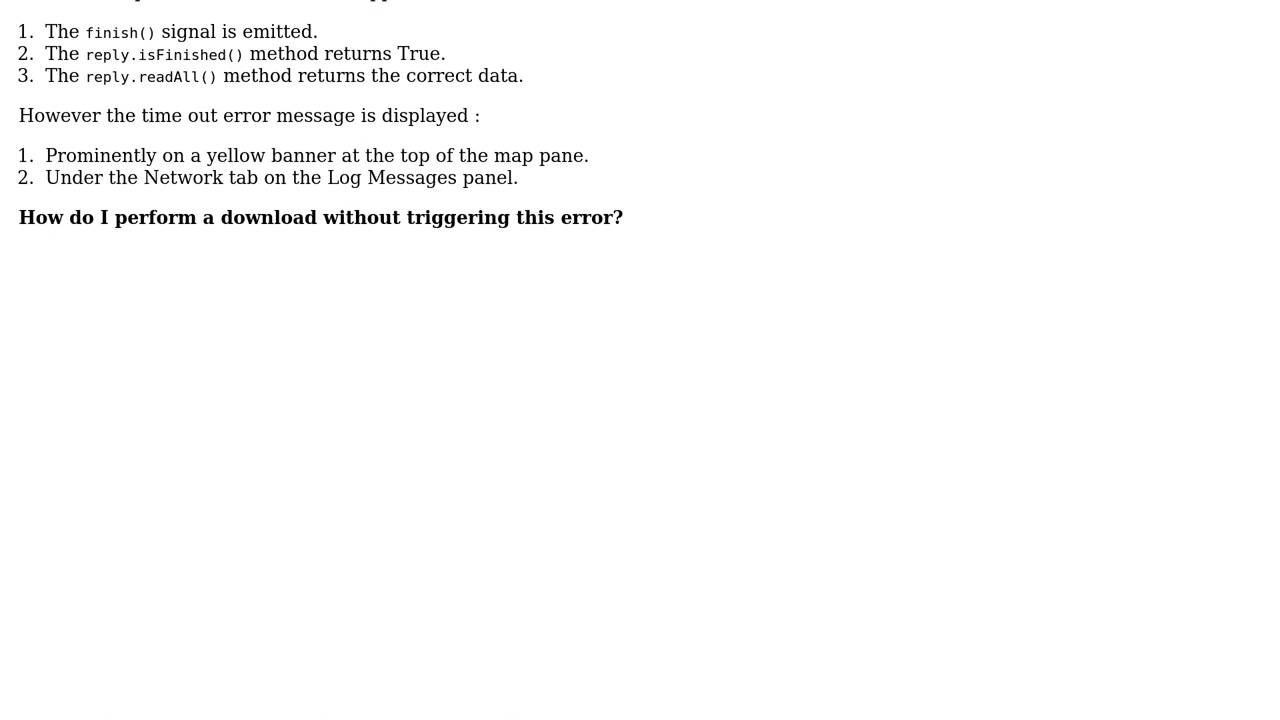 1. The finish() signal is emitted.
2. The reply.isFinished() method returns True.
3. The reply.readAll() method returns the correct data.
However the time out error message is displayed :
1. Prominently on a yellow banner at the top of the map pane.
2. Under the Network tab on the Log Messages panel.
How do I perform a download without triggering this error?